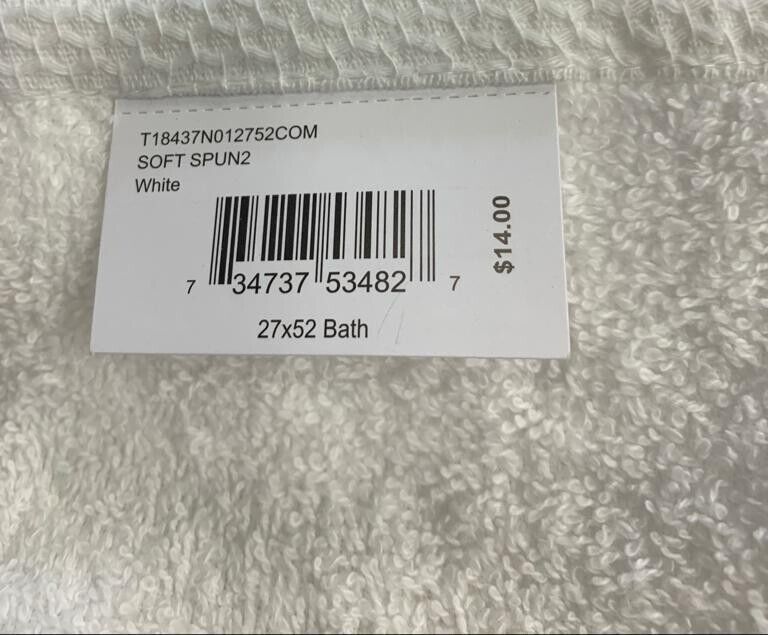 T18437N012752COM
SOFT SPUN2
White
$14.00
7 34737 53482 7
27x52 Bath